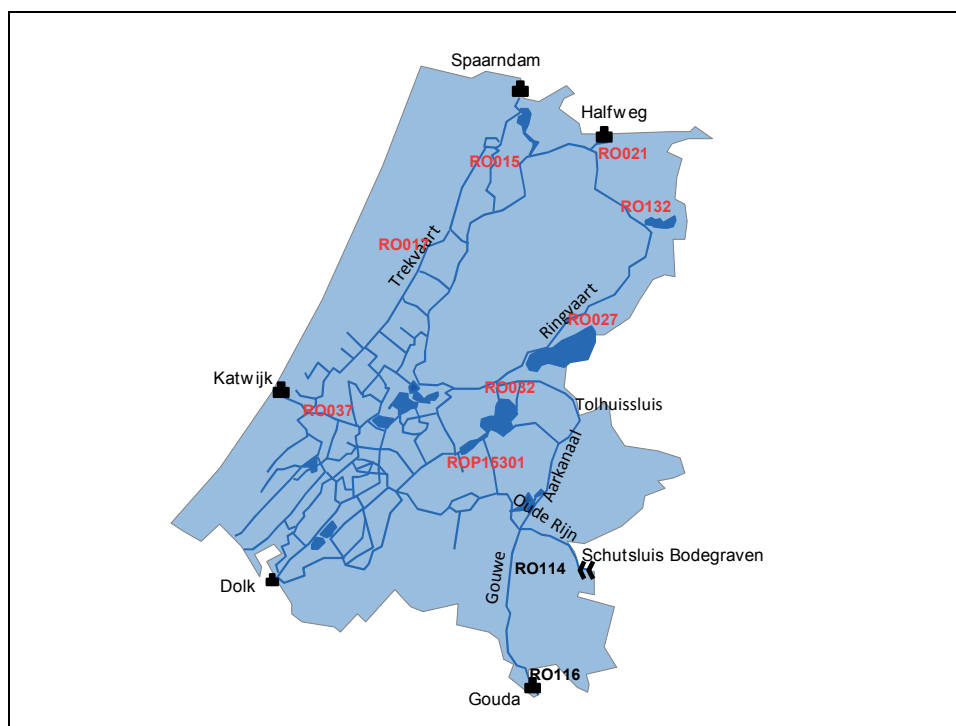 Spaarndam
Halfweg
RO015
RO021
RO132
Trekvaart
Ringvaart
RO027
Katwijk
RO032
RO037
Tolhuissluis
ROP15301
Aarkanaal
Oude Rijn
Schutsluis Bodegraven
RO114
Dolk
Gouwe
RO116
Gouda